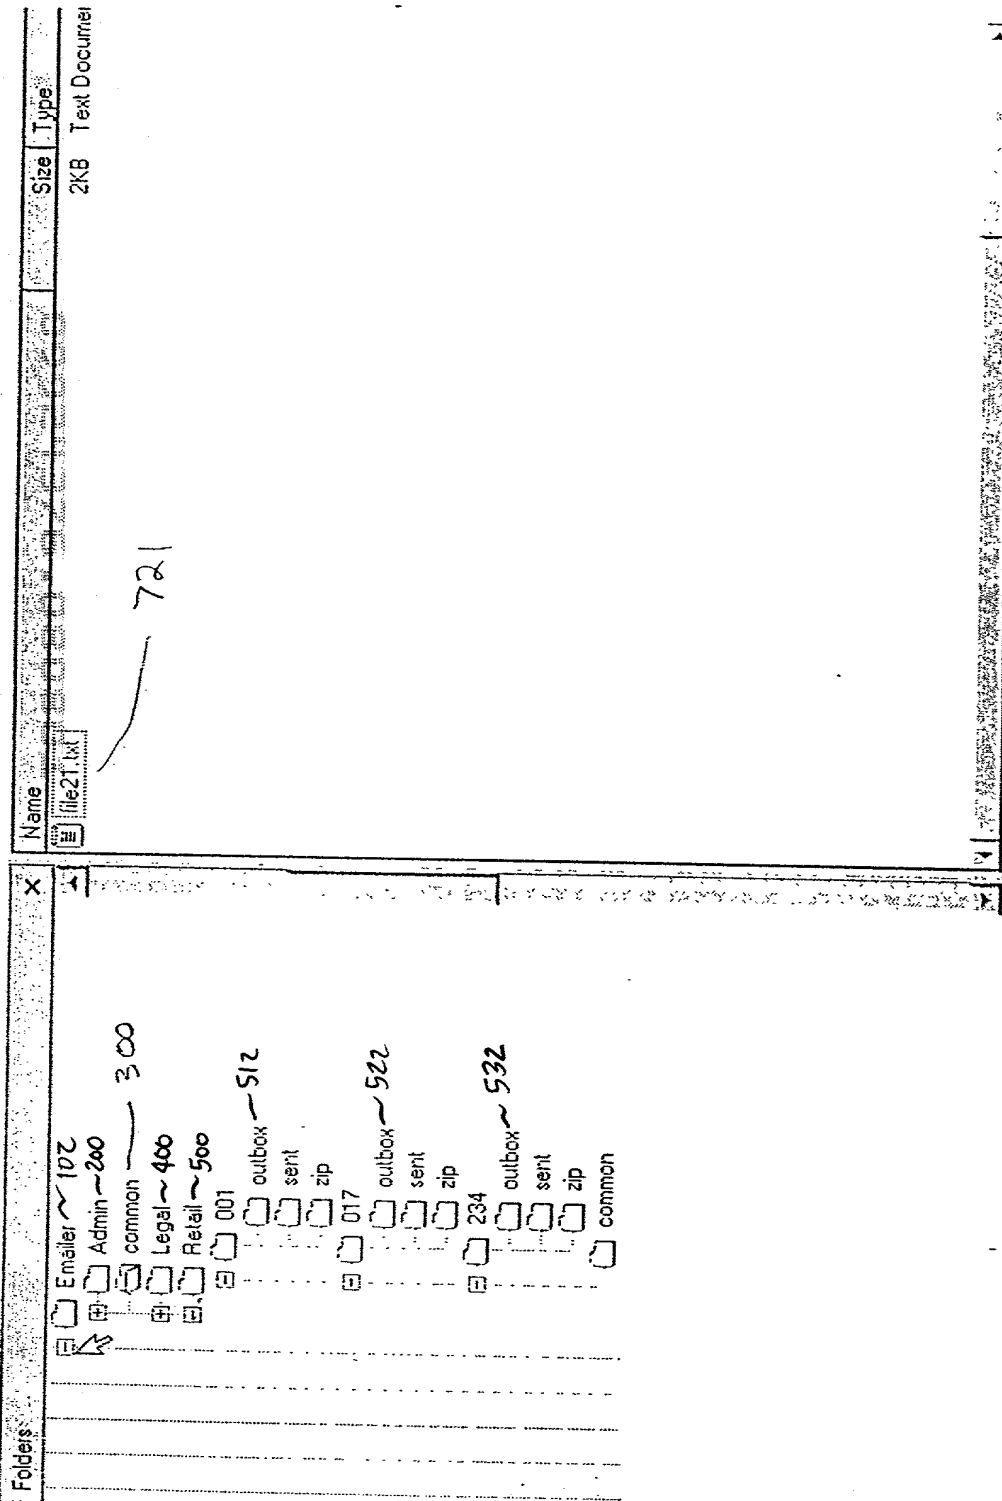 Folders ×
Emailer ~ 102
Admin ~ 200
common — 300
Legal ~ 400
Retail ~ 500
001
outbox ~ 512
sent
zip
017
outbox ~ 522
sent
zip
234
outbox ~ 532
sent
zip
common
Name Size Type
file21.txt 2KB Text Documen
721